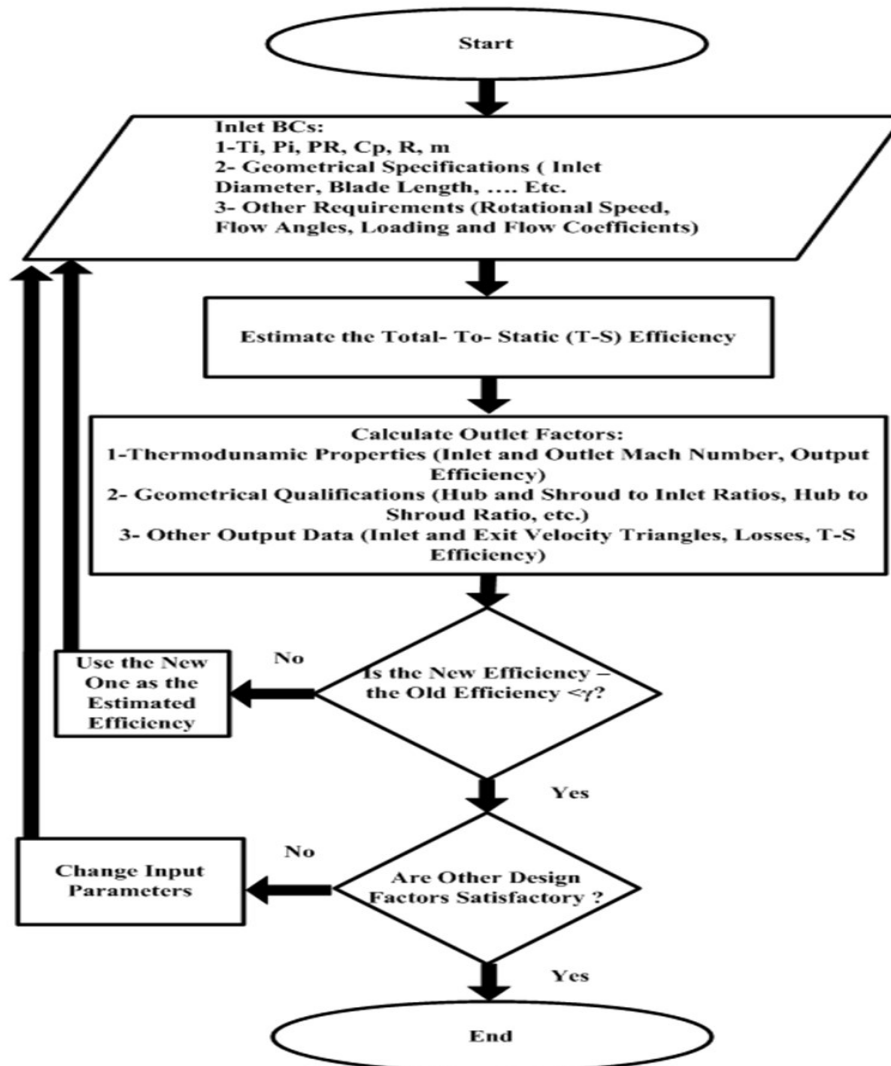 Start
Inlet BCs:
1-Ti, Pi, PR, Cp, R, m
2- Geometrical Specifications ( Inlet
Diameter, Blade Length, .... Etc.
3- Other Requirements (Rotational Speed,
Flow Angles, Loading and Flow Coefficients)
Estimate the Total- To- Static (T-S) Efficiency
Calculate Outlet Factors:
1-Thermodunamic Properties (Inlet and Outlet Mach Number, Output
Efficiency)
2- Geometrical Qualifications (Hub and Shroud to Inlet Ratios, Hub to
Shroud Ratio, etc.)
3- Other Output Data (Inlet and Exit Velocity Triangles, Losses, T-S
Efficiency)
Is the New Efficiency –
the Old Efficiency <γ?
No
Use the New
One as the
Estimated
Efficiency
Yes
Are Other Design
Factors Satisfactory ?
No
Change Input
Parameters
Yes
End